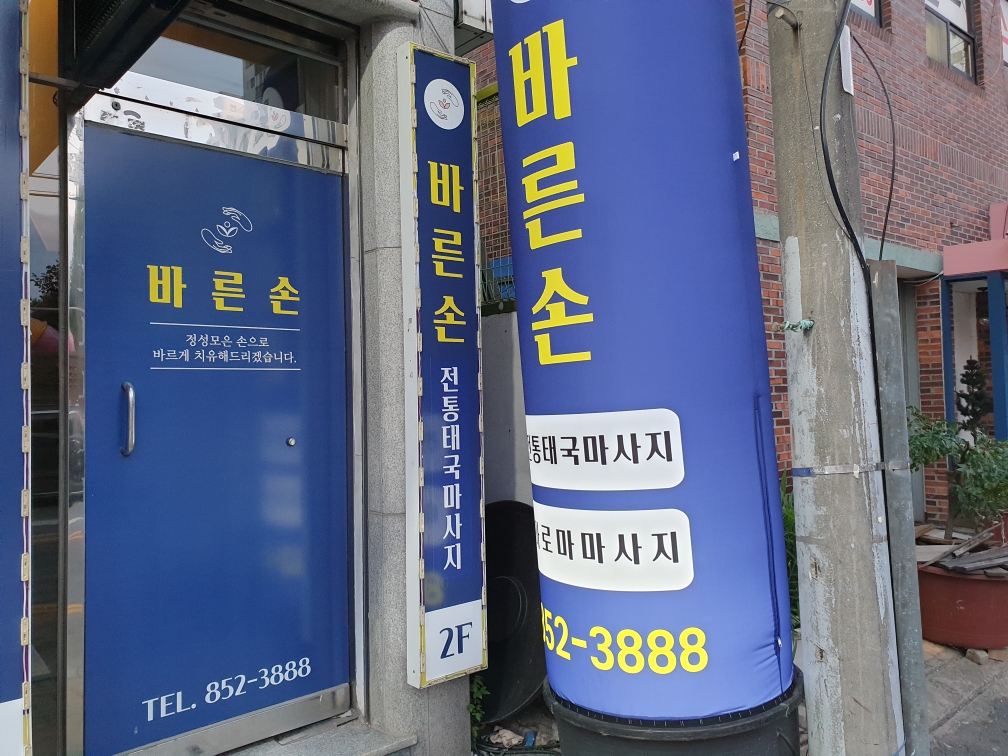 바른손
정성모은 손으로
바르게 치유해드리겠습니다.
TEL. 852-3888
바른손
전통태국마사지
2F
바른손
전통태국마사지
로마마사지
852-3888